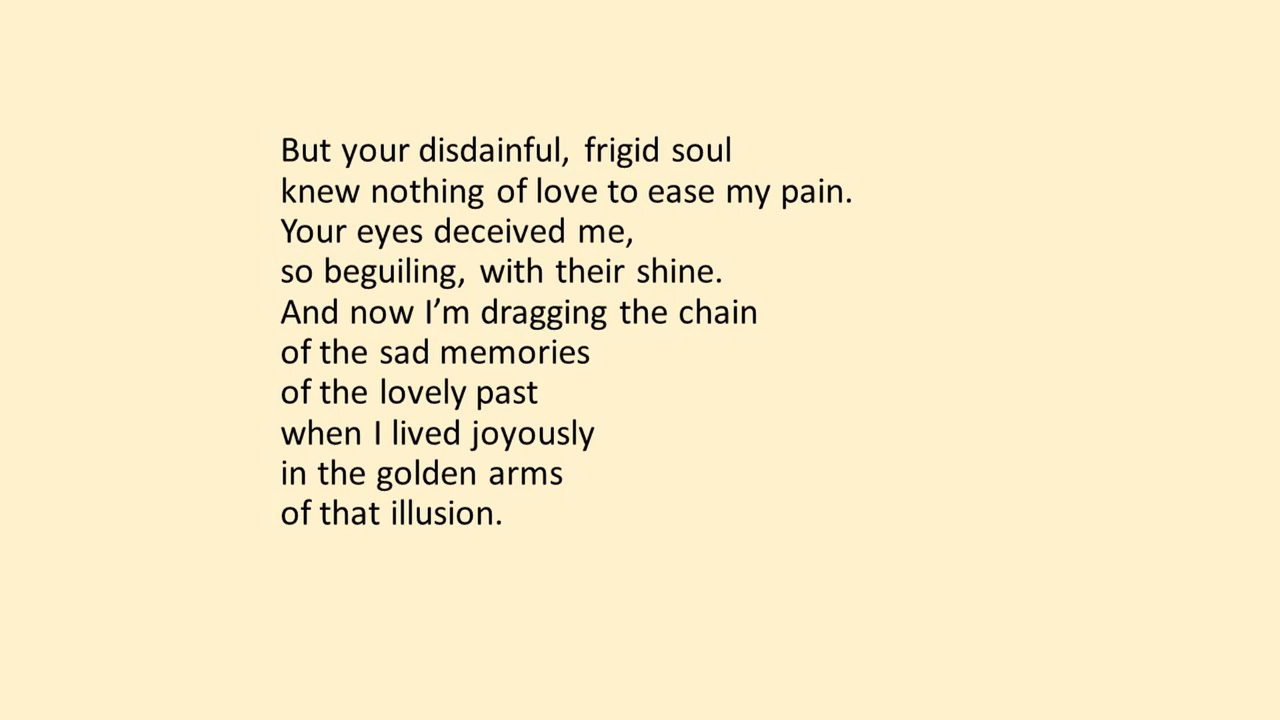 But your disdainful, frigid soul
knew nothing of love to ease my pain.
Your eyes deceived me,
so beguiling, with their shine.
And now I’m dragging the chain
of the sad memories
of the lovely past
when I lived joyously
in the golden arms
of that illusion.